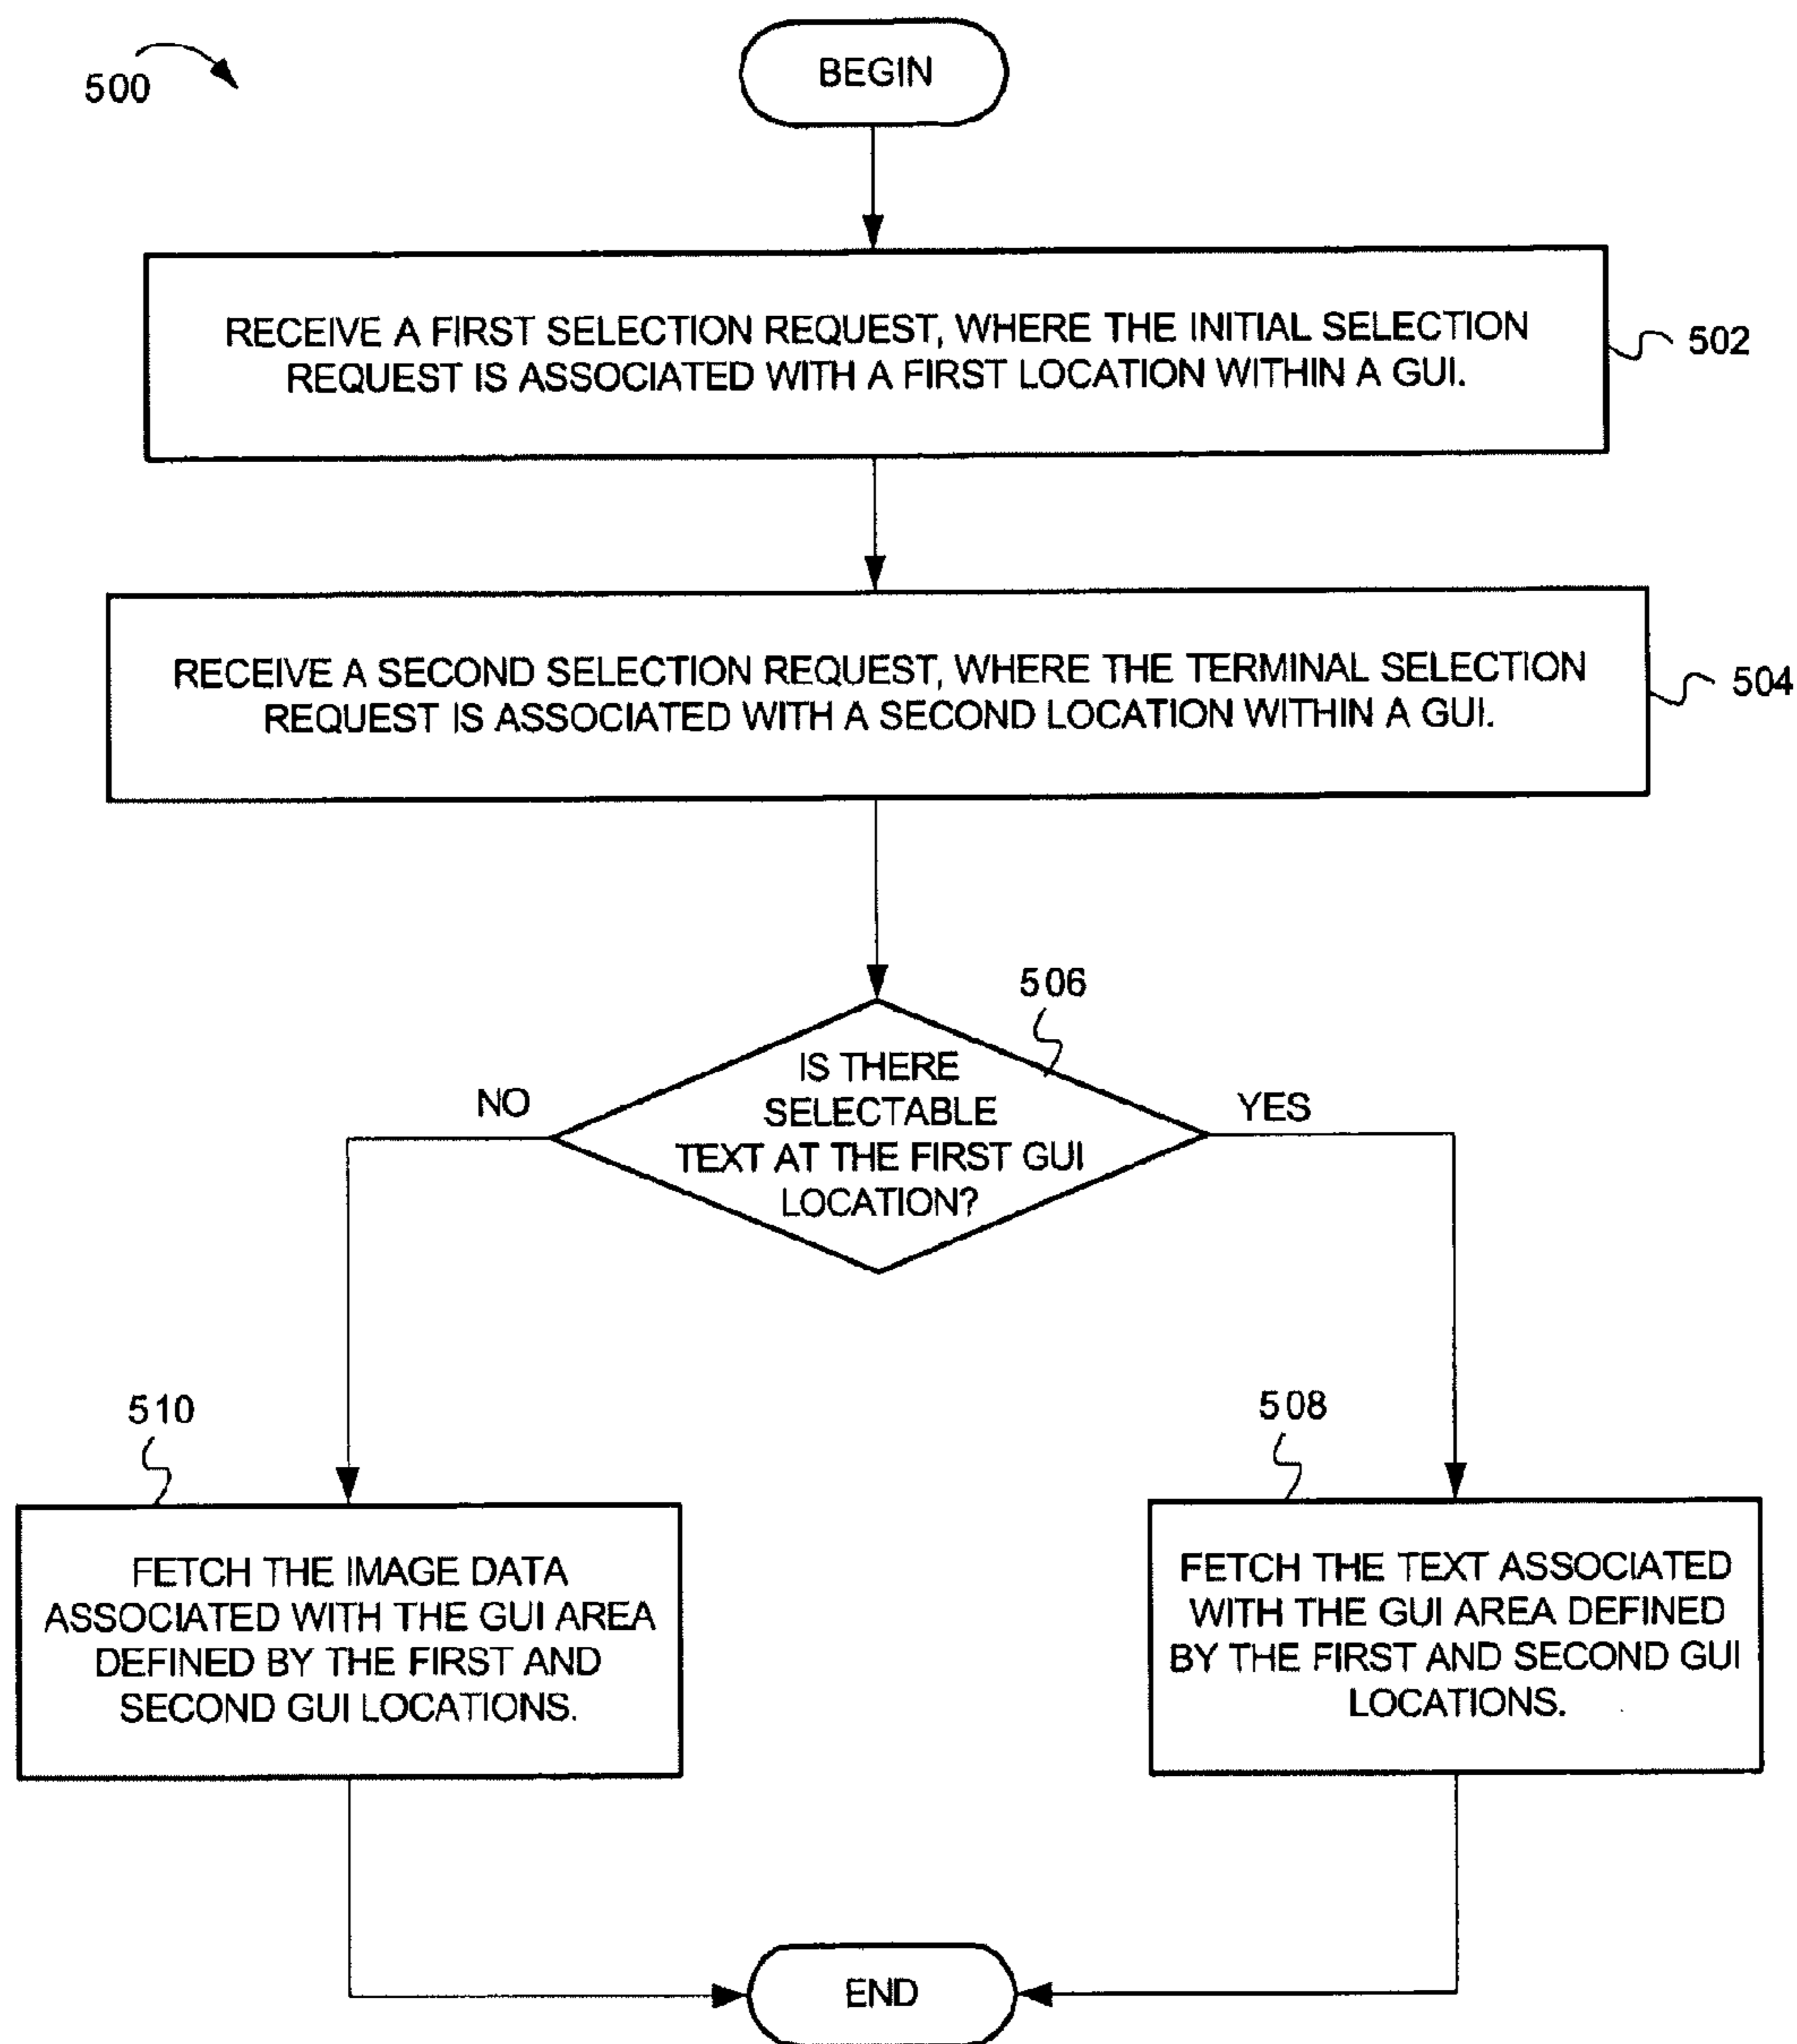 500
BEGIN
RECEIVE A FIRST SELECTION REQUEST, WHERE THE INITIAL SELECTION
REQUEST IS ASSOCIATED WITH A FIRST LOCATION WITHIN A GUI.
502
RECEIVE A SECOND SELECTION REQUEST, WHERE THE TERMINAL SELECTION
REQUEST IS ASSOCIATED WITH A SECOND LOCATION WITHIN A GUI.
504
506
IS THERE
SELECTABLE
TEXT AT THE FIRST GUI
LOCATION?
NO
YES
510
FETCH THE IMAGE DATA
ASSOCIATED WITH THE GUI AREA
DEFINED BY THE FIRST AND
SECOND GUI LOCATIONS.
508
FETCH THE TEXT ASSOCIATED
WITH THE GUI AREA DEFINED
BY THE FIRST AND SECOND GUI
LOCATIONS.
END